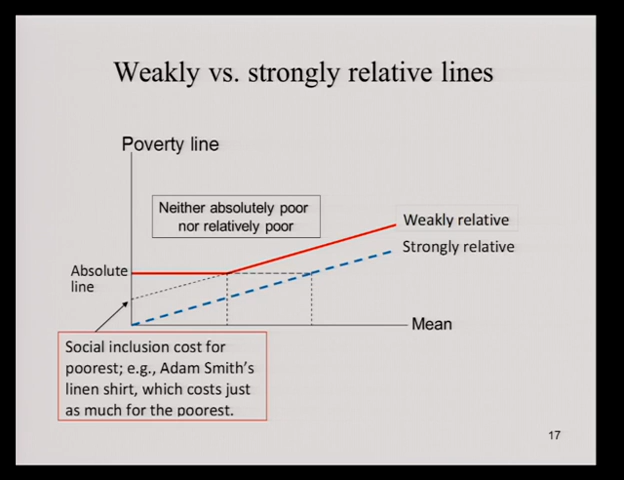 Weakly vs. strongly relative lines
Poverty line
Neither absolutely poor
nor relatively poor
Weakly relative
Strongly relative
Absolute
line
Mean
Social inclusion cost for
poorest; e.g., Adam Smith's
linen shirt, which costs just
as much for the poorest.
17